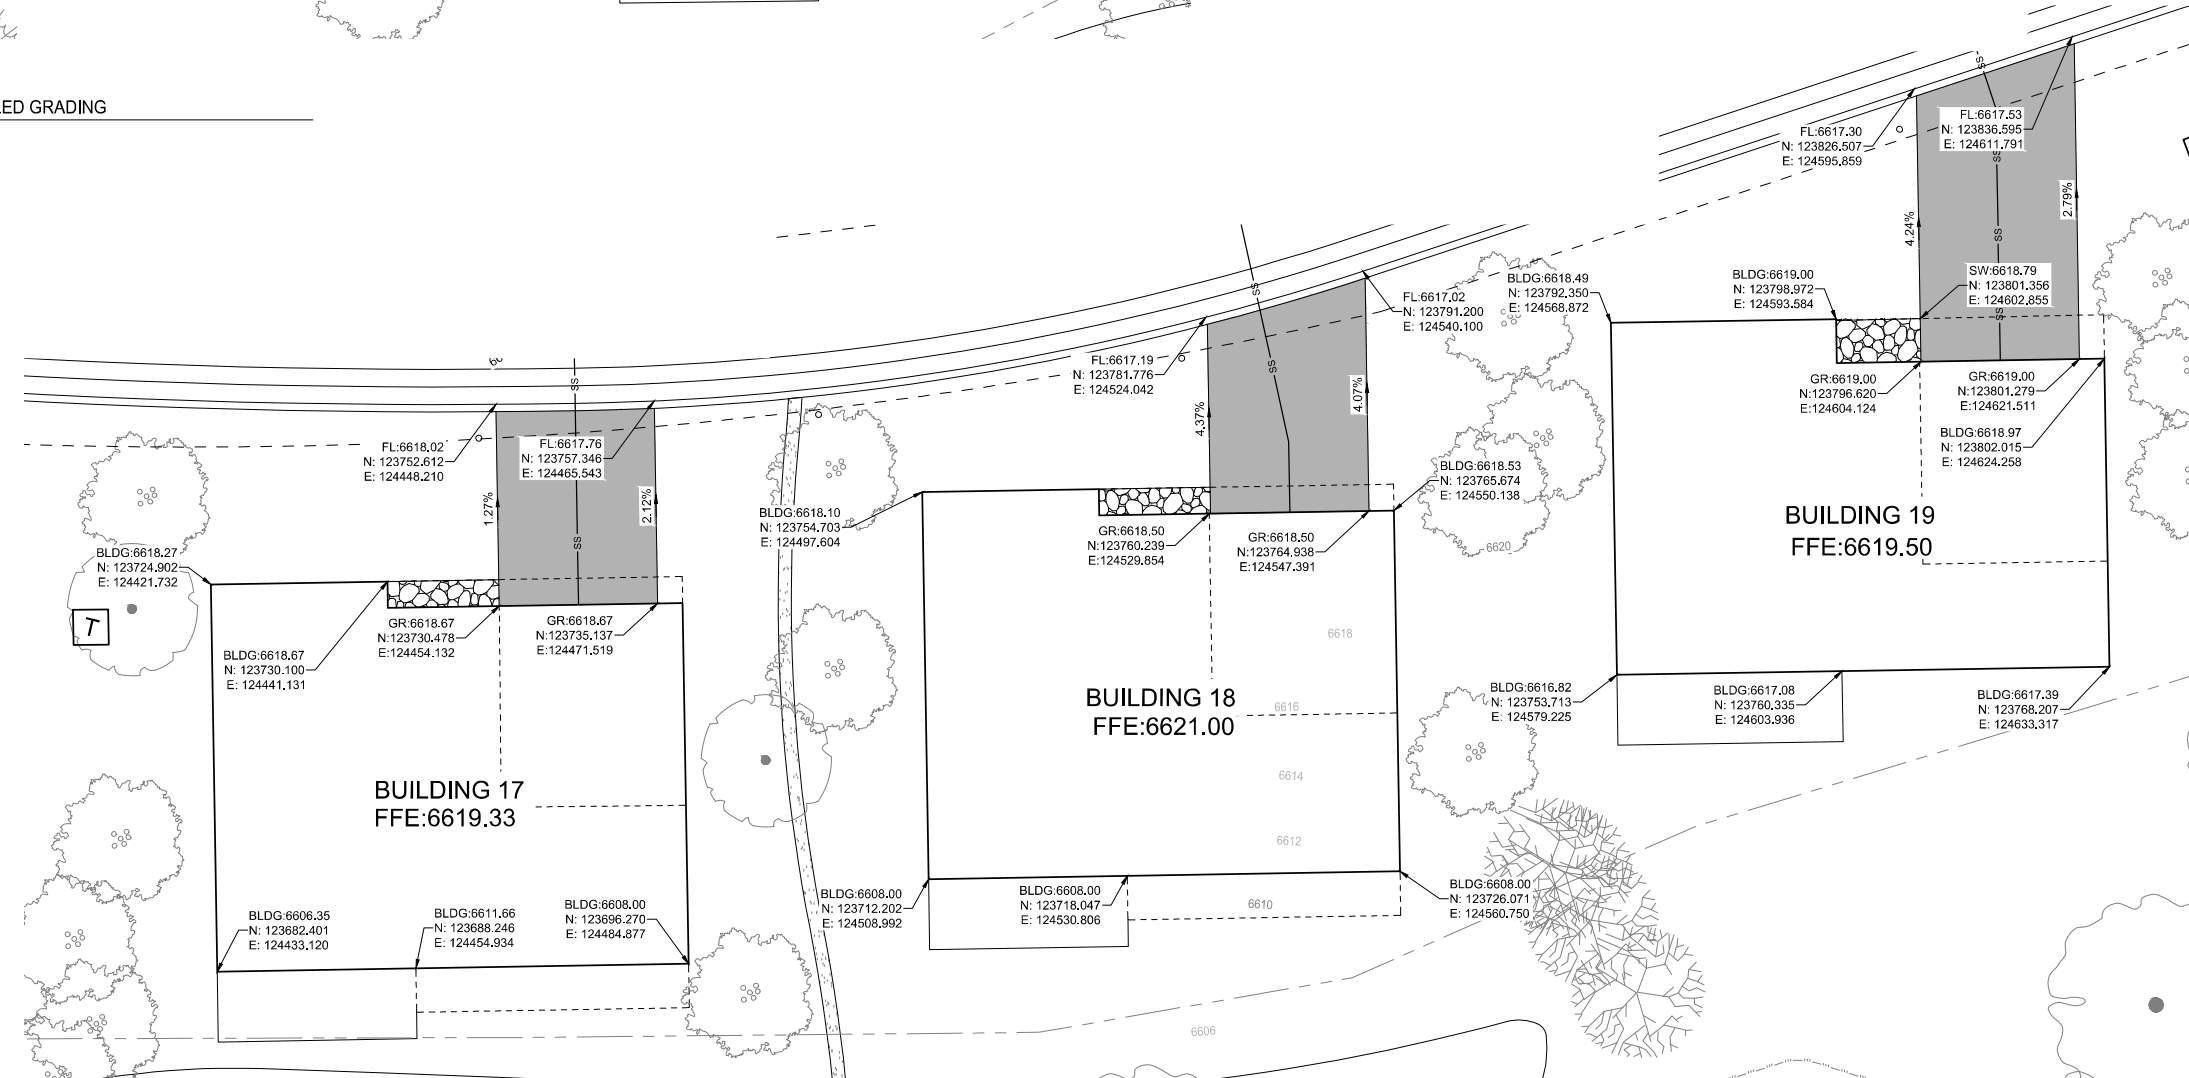 LED GRADING
FL:6618.02
N: 123752.612
E: 124448.210
FL:6617.76
N: 123757.346
E: 124465.543
1.27%
2.12%
SS
SS
BLDG:6618.27
N: 123724.902
E: 124421.732
T
BLDG:6618.67
N: 123730.100
E: 124441.131
GR:6618.67
N:123730.478
E:124454.132
GR:6618.67
N:123735.137
E:124471.519
BUILDING 17
FFE:6619.33
BLDG:6606.35
N: 123682.401
E: 124433.120
BLDG:6611.66
N: 123688.246
E: 124454.934
BLDG:6608.00
N: 123696.270
E: 124484.877
SS
SS
FL:6617.19
N: 123781.776
E: 124524.042
FL:6617.02
N: 123791.200
E: 124540.100
4.37%
4.07%
BLDG:6618.10
N: 123754.703
E: 124497.604
BLDG:6618.53
N: 123765.674
E: 124550.138
GR:6618.50
N:123760.239
E:124529.854
GR:6618.50
N:123764.938
E:124547.391
6620
6618
BUILDING 18
FFE:6621.00
6616
6614
6612
6610
6606
BLDG:6608.00
N: 123712.202
E: 124508.992
BLDG:6608.00
N: 123718.047
E: 124530.806
BLDG:6608.00
N: 123726.071
E: 124560.750
SS
SS
SS
SS
FL:6617.30
N: 123826.507
E: 124595.859
FL:6617.53
N: 123836.595
E: 124611.791
4.24%
2.79%
BLDG:6618.49
N: 123792.350
E: 124568.872
BLDG:6619.00
N: 123798.972
E: 124593.584
SW:6618.79
N: 123801.356
E: 124602.855
GR:6619.00
N:123796.620
E:124604.124
GR:6619.00
N:123801.279
E:124621.511
BLDG:6618.97
N: 123802.015
E: 124624.258
BUILDING 19
FFE:6619.50
BLDG:6616.82
N: 123753.713
E: 124579.225
BLDG:6617.08
N: 123760.335
E: 124603.936
BLDG:6617.39
N: 123768.207
E: 124633.317